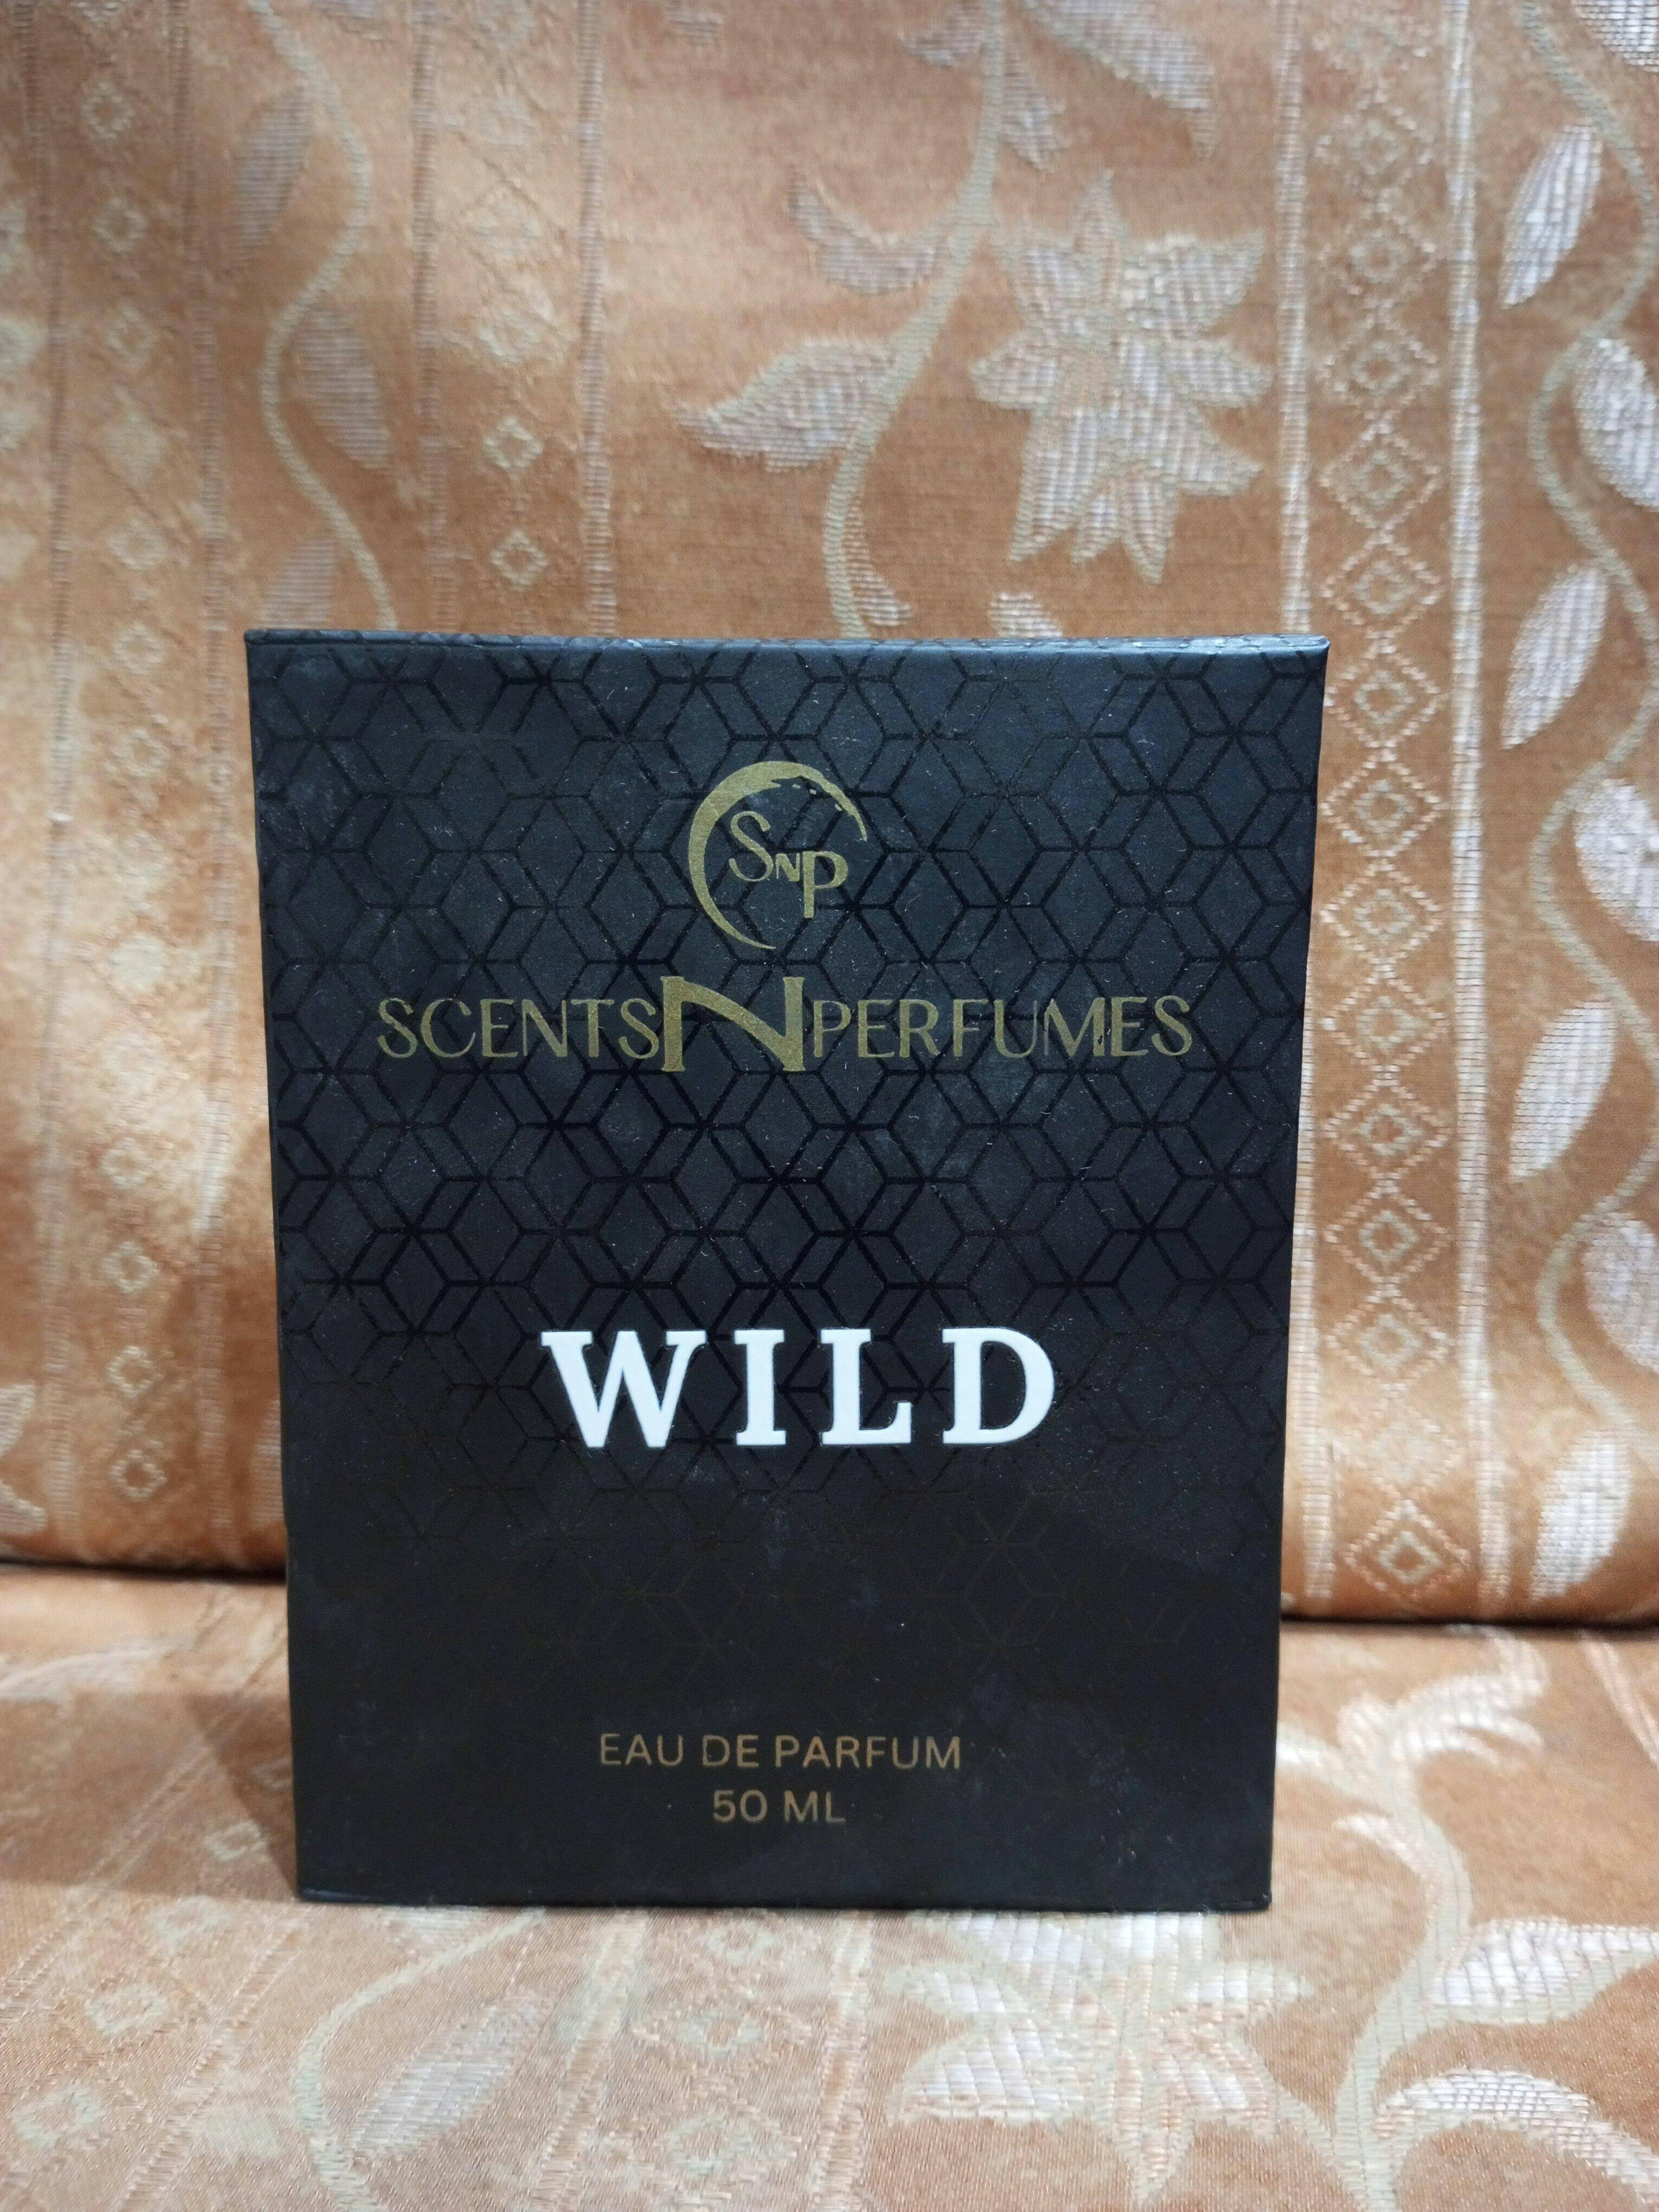 SNP
SCENTSNPERFUMES
WILD
EAU DE PARFUM
50 ML